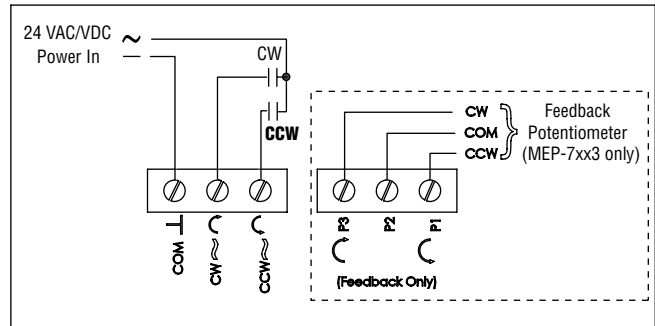 24 VAC/VDC
Power In
CW
CCW
CW
COM
CCW
Feedback
Potentiometer
(MEP-7xx3 only)
COM
CW
CCW
P3
P2
P1
(Feedback Only)